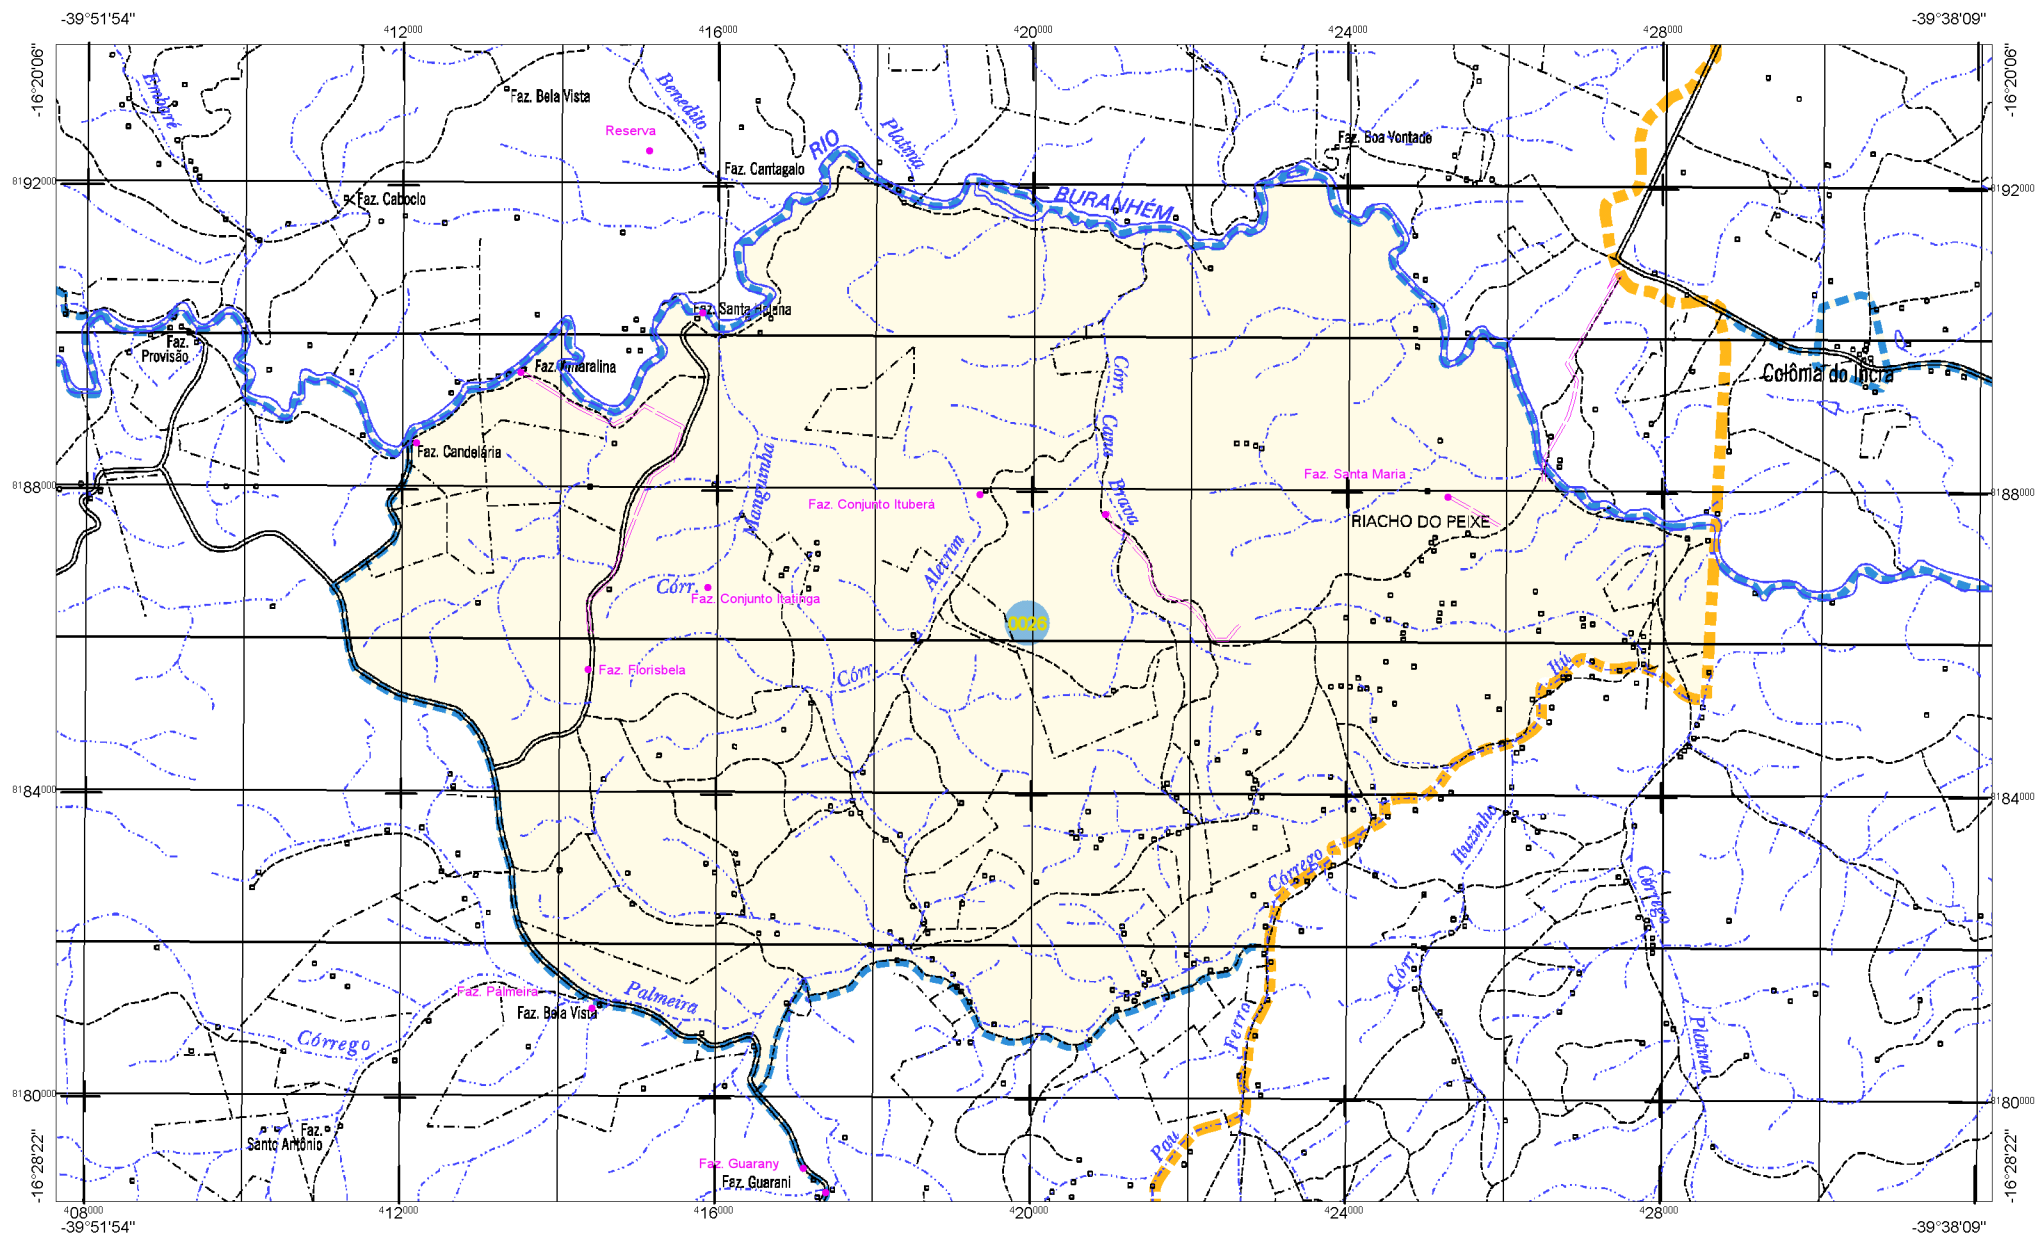 -39°51'54"
-39°38'09"
412000
416000
420000
424000
428000
-16°20'06"
-16°20'06"
Embiré
Benedito
Platina
Faz. Bela Vista
Reserva
RIO
Faz. Boa Vontade
Faz. Cantagalo
8192000
8192000
Faz. Caboclo
BURANHÉM
Faz. Santa Helena
Faz.
Provisão
Faz. Amaralina
Córr.
Colônia do Incra
Cana
Faz. Candelária
Mangunha
Faz. Santa Maria
8188000
8188000
Brava
Faz. Conjunto Ituberá
RIACHO DO PEIXE
Alecrim
Córr.
Faz. Conjunto Itatinga
0026
Itú
Faz. Florisbela
Córr.
8184000
8184000
Ituzinho
Córrego
Córrego
Córr.
Faz. Palmeira
Palmeira
Faz. Bela Vista
Ferro
Platina
Córrego
8180000
8180000
Faz.
Santo Antônio
Pau
Faz. Guarany
Faz. Guarani
-16°28'22"
-16°28'22"
408000
412000
416000
420000
424000
428000
-39°51'54"
-39°38'09"